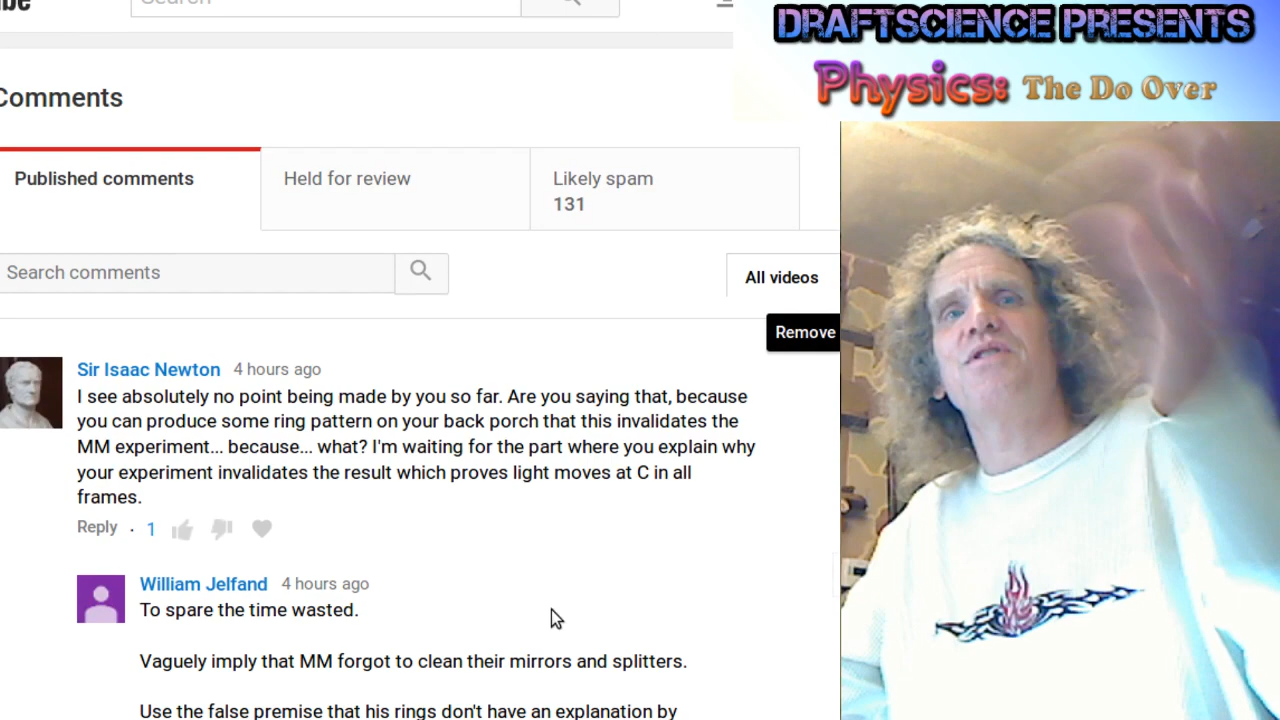 DRAFTSCIENCE PRESENTS
Physics: The Do Over
Comments
Published comments
Held for review
Likely spam
131
Search comments
All videos
Remove
Sir Isaac Newton 4 hours ago
I see absolutely no point being made by you so far. Are you saying that, because
you can produce some ring pattern on your back porch that this invalidates the
MM experiment... because... what? I'm waiting for the part where you explain why
your experiment invalidates the result which proves light moves at C in all
frames.
Reply · 1
William Jelfand 4 hours ago
To spare the time wasted.
Vaguely imply that MM forgot to clean their mirrors and splitters.
Use the false premise that his rings don't have an explanation by